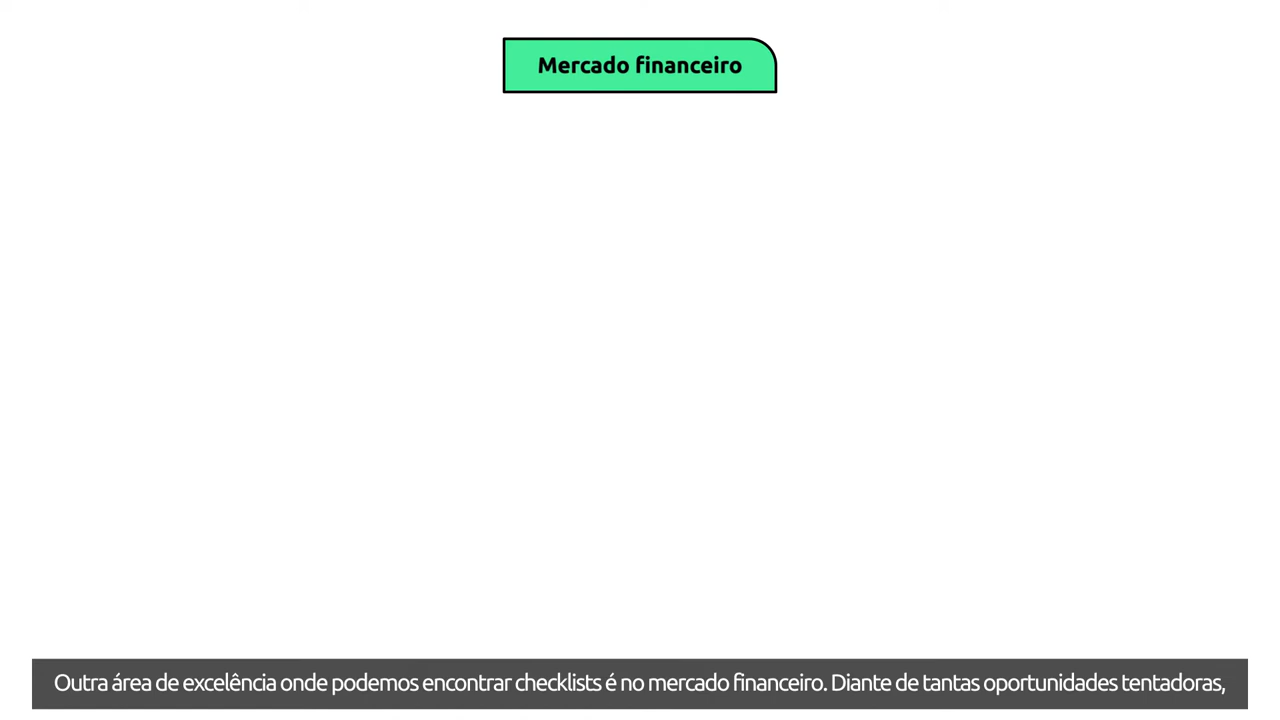 Mercado financeiro
Outra área de excelência onde podemos encontrar checklists é no mercado financeiro. Diante de tantas oportunidades tentadoras,